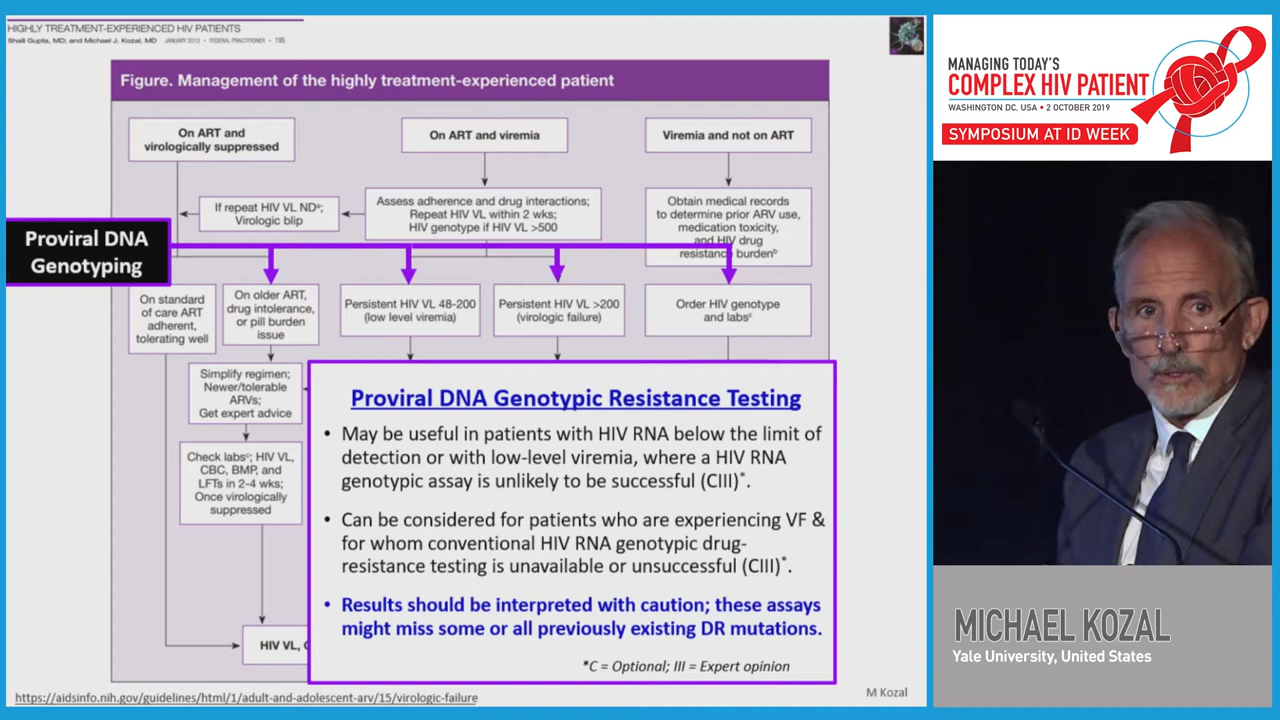 HIGHLY TREATMENT-EXPERIENCED HIV PATIENTS
Shaili Gupta, MD; and Michael J. Kozal, MD JANUARY 2013 • FEDERAL PRACTITIONER • 19S
Figure. Management of the highly treatment-experienced patient
On ART and
virologically suppressed
On ART and viremia
Viremia and not on ART
If repeat HIV VL NDᵃ;
Virologic blip
Assess adherence and drug interactions;
Repeat HIV VL within 2 wks;
HIV genotype if HIV VL >500
Obtain medical records
to determine prior ARV use,
medication toxicity,
and HIV drug
resistance burdenᵇ
Proviral DNA
Genotyping
On standard
of care ART
adherent,
tolerating well
On older ART,
drug intolerance,
or pill burden
issue
Persistent HIV VL 48-200
(low level viremia)
Persistent HIV VL >200
(virologic failure)
Order HIV genotype
and labsᶜ
Simplify regimen;
Newer/tolerable
ARVs;
Get expert advice
Check labsᶜ; HIV VL,
CBC, BMP, and
LFTs in 2-4 wks;
Once virologically
suppressed
HIV VL,
Proviral DNA Genotypic Resistance Testing
• May be useful in patients with HIV RNA below the limit of
detection or with low-level viremia, where a HIV RNA
genotypic assay is unlikely to be successful (CIII)*.
• Can be considered for patients who are experiencing VF &
for whom conventional HIV RNA genotypic drug-
resistance testing is unavailable or unsuccessful (CIII)*.
• Results should be interpreted with caution; these assays
might miss some or all previously existing DR mutations.
*C = Optional; III = Expert opinion
https://aidsinfo.nih.gov/guidelines/html/1/adult-and-adolescent-arv/15/virologic-failure
M Kozal
MANAGING TODAY'S
COMPLEX HIV PATIENT
WASHINGTON DC, USA • 2 OCTOBER 2019
SYMPOSIUM AT ID WEEK
MICHAEL KOZAL
Yale University, United States